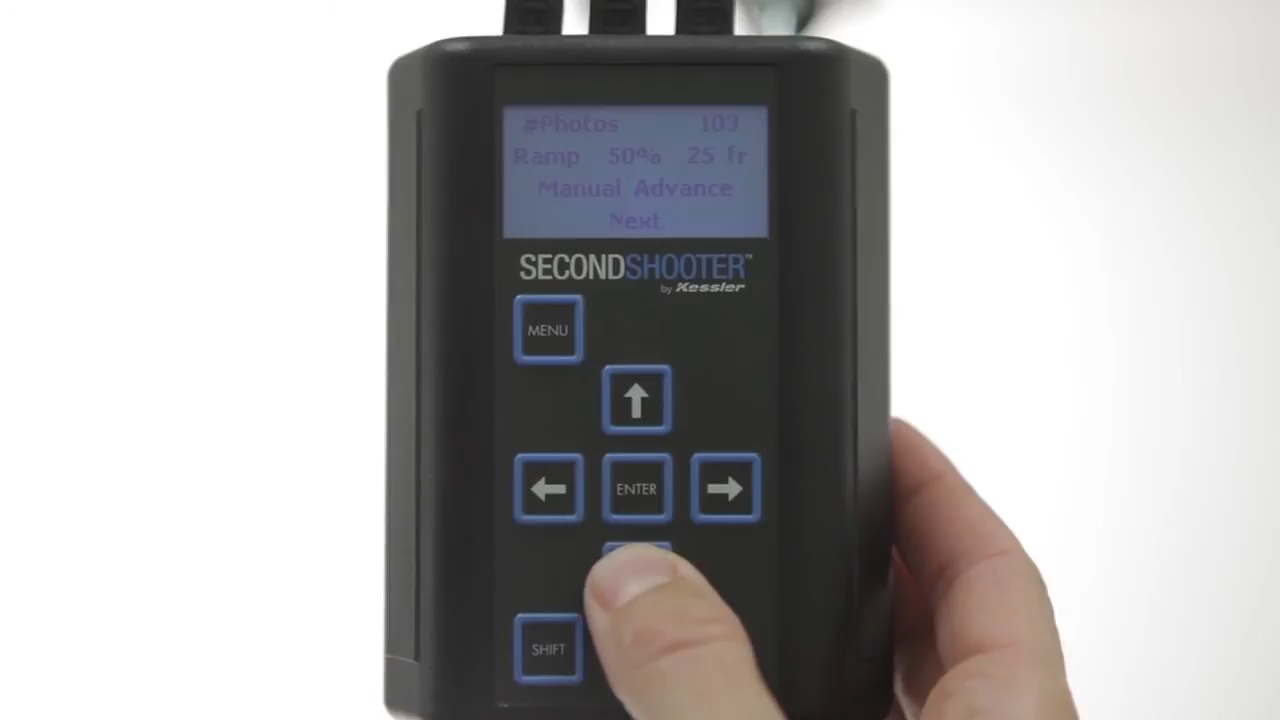 #Photos 103
Ramp 50% 25 fr
Manual Advance
Next
SECONDSHOOTER™
by Kessler
MENU
ENTER
SHIFT